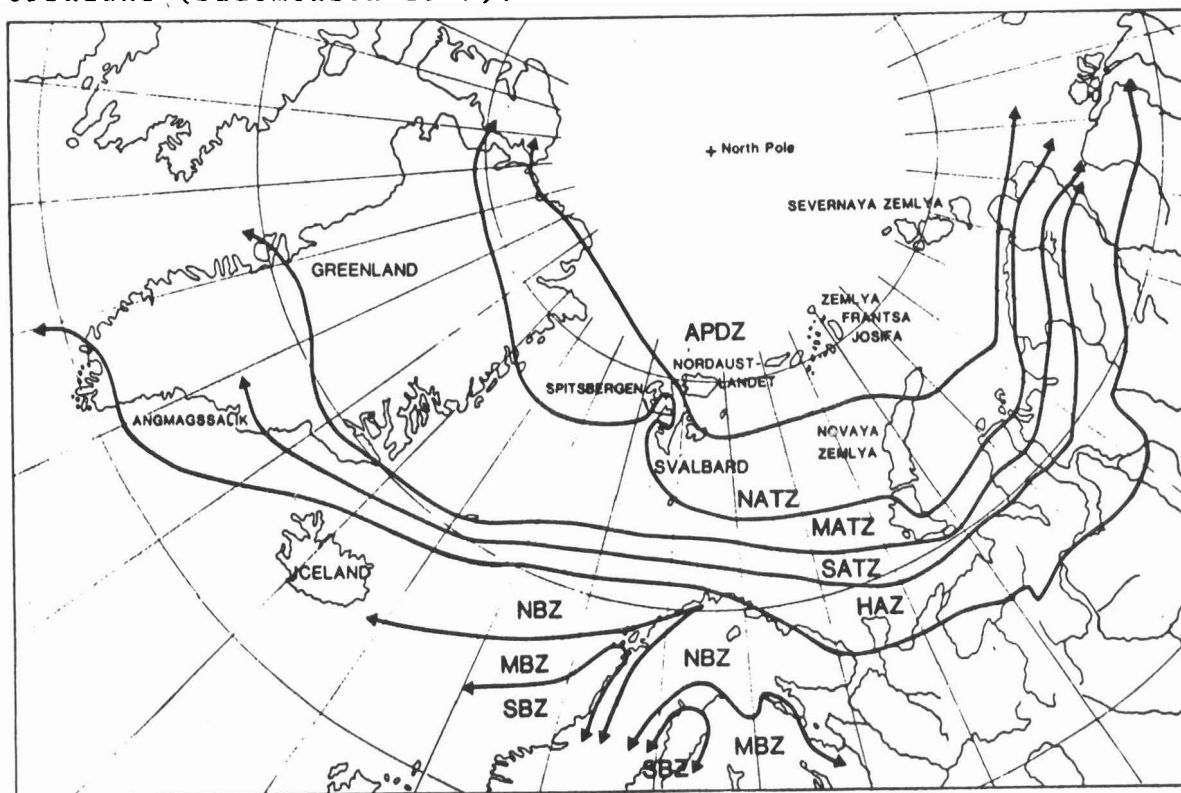 North Pole
SEVERNAYA ZEMLYA
GREENLAND
ZEMLYA
FRANTSA
JOSIFA
APDZ
NORDAUST-
LANDET
SPITSBERGEN
ANGMAGSSALIK
NOVAYA
ZEMLYA
SVALBARD
NATZ
MATZ
ICELAND
SATZ
HAZ
NBZ
NBZ
MBZ
SBZ
MBZ
SBZ